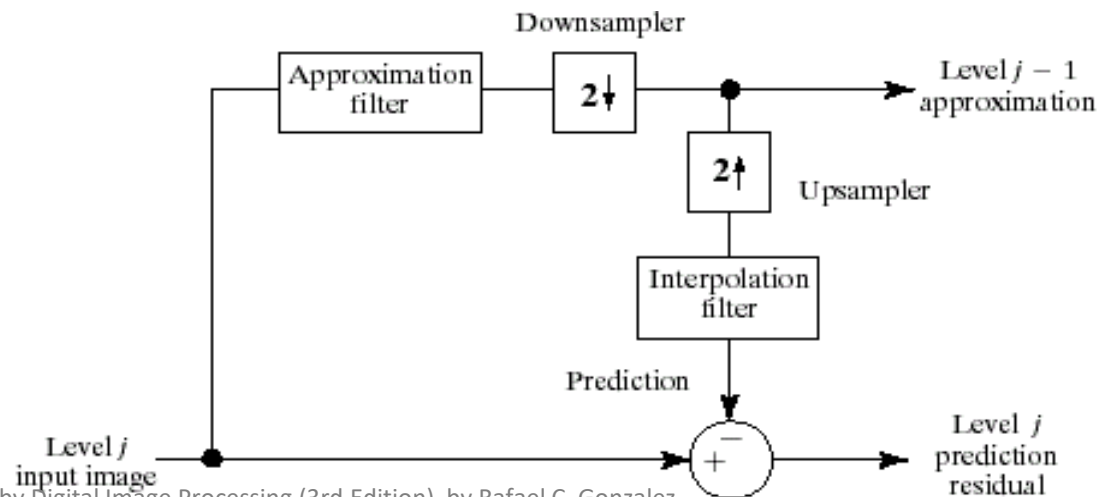 Downsampler
Approximation
filter
2↓
Level j − 1
approximation
2↑
Upsampler
Interpolation
filter
Prediction
−
+
Level j
input image
Level j
prediction
residual
by Digital Image Processing (3rd Edition), by Rafael C. Gonzalez